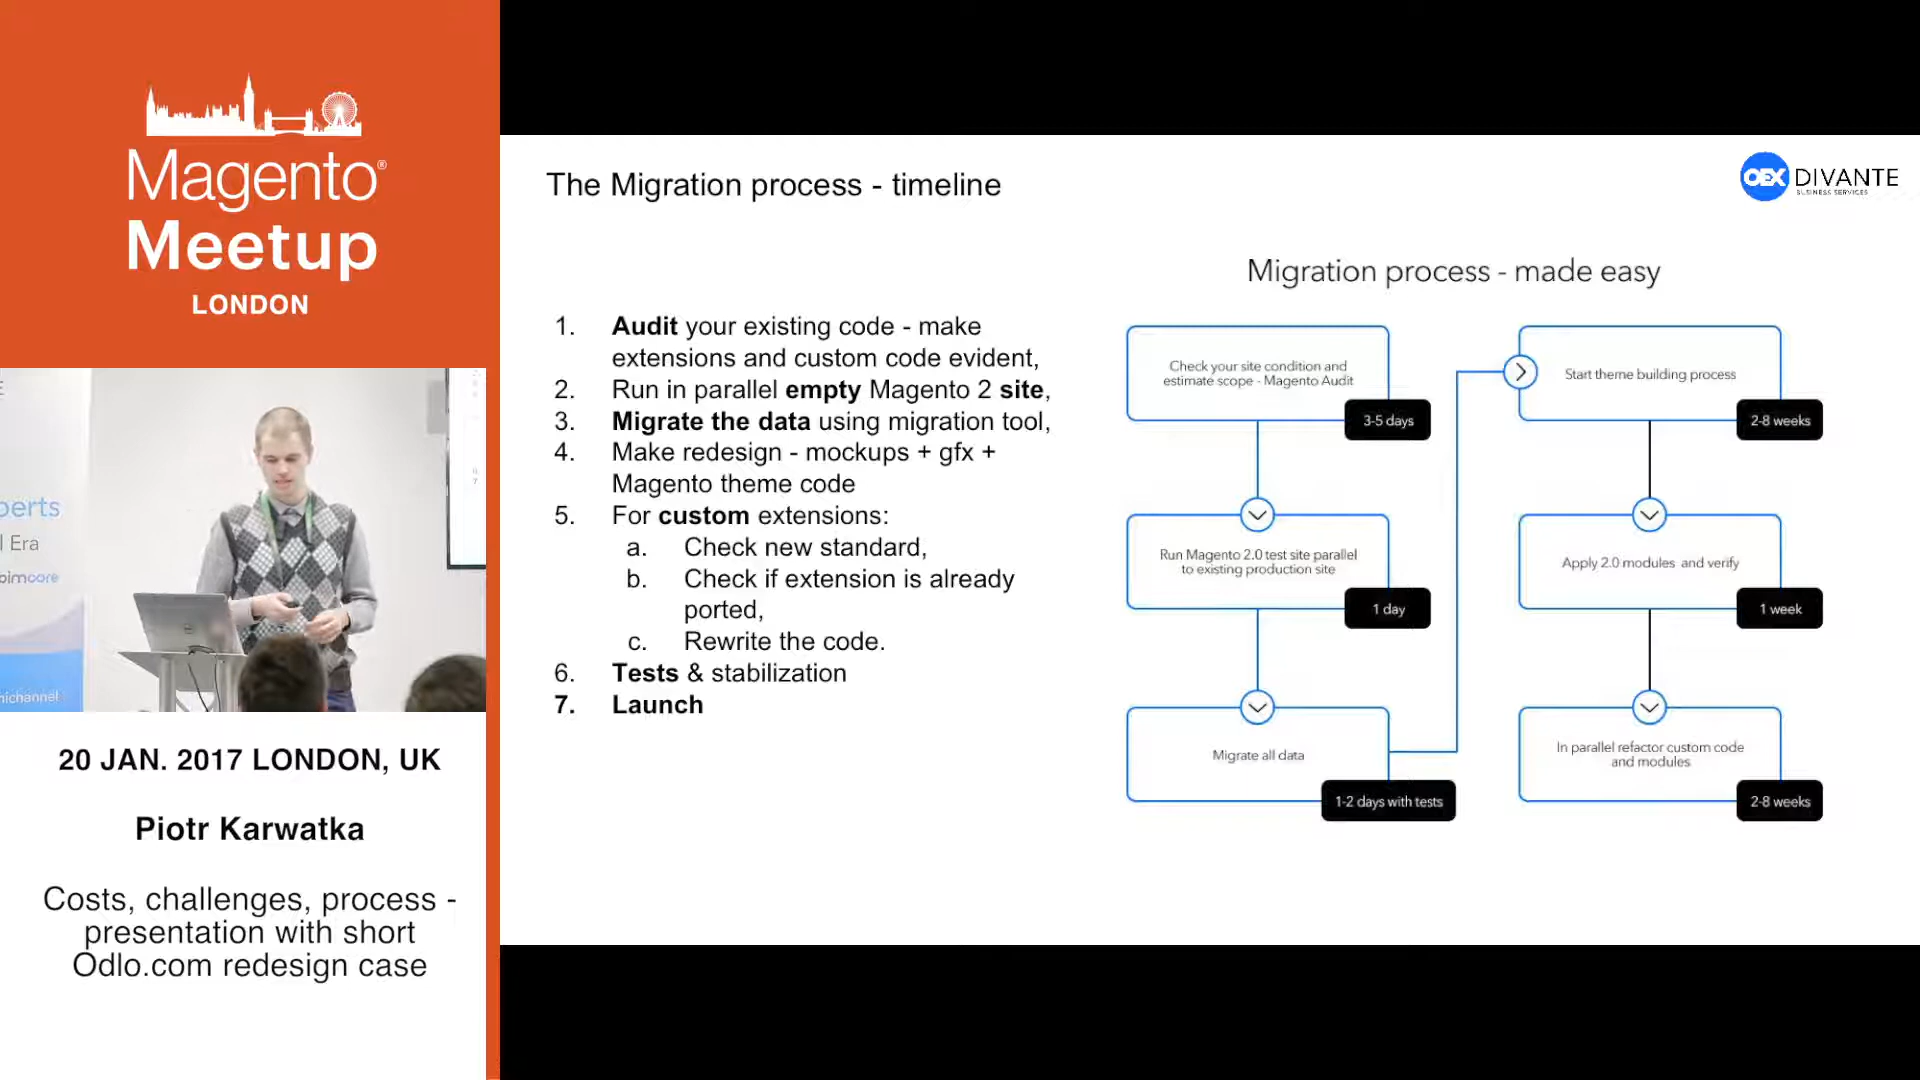 Magento®
Meetup
LONDON
perts
l Era
pimcore
nichannel
20 JAN. 2017 LONDON, UK
Piotr Karwatka
Costs, challenges, process -
presentation with short
Odlo.com redesign case
The Migration process - timeline
OEX DIVANTE
BUSINESS SERVICES
1. Audit your existing code - make
extensions and custom code evident,
2. Run in parallel empty Magento 2 site,
3. Migrate the data using migration tool,
4. Make redesign - mockups + gfx +
Magento theme code
5. For custom extensions:
a. Check new standard,
b. Check if extension is already
ported,
c. Rewrite the code.
6. Tests & stabilization
7. Launch
Migration process - made easy
Check your site condition and
estimate scope - Magento Audit
3-5 days
Run Magento 2.0 test site parallel
to existing production site
1 day
Migrate all data
1-2 days with tests
Start theme building process
2-8 weeks
Apply 2.0 modules and verify
1 week
In parallel refactor custom code
and modules
2-8 weeks